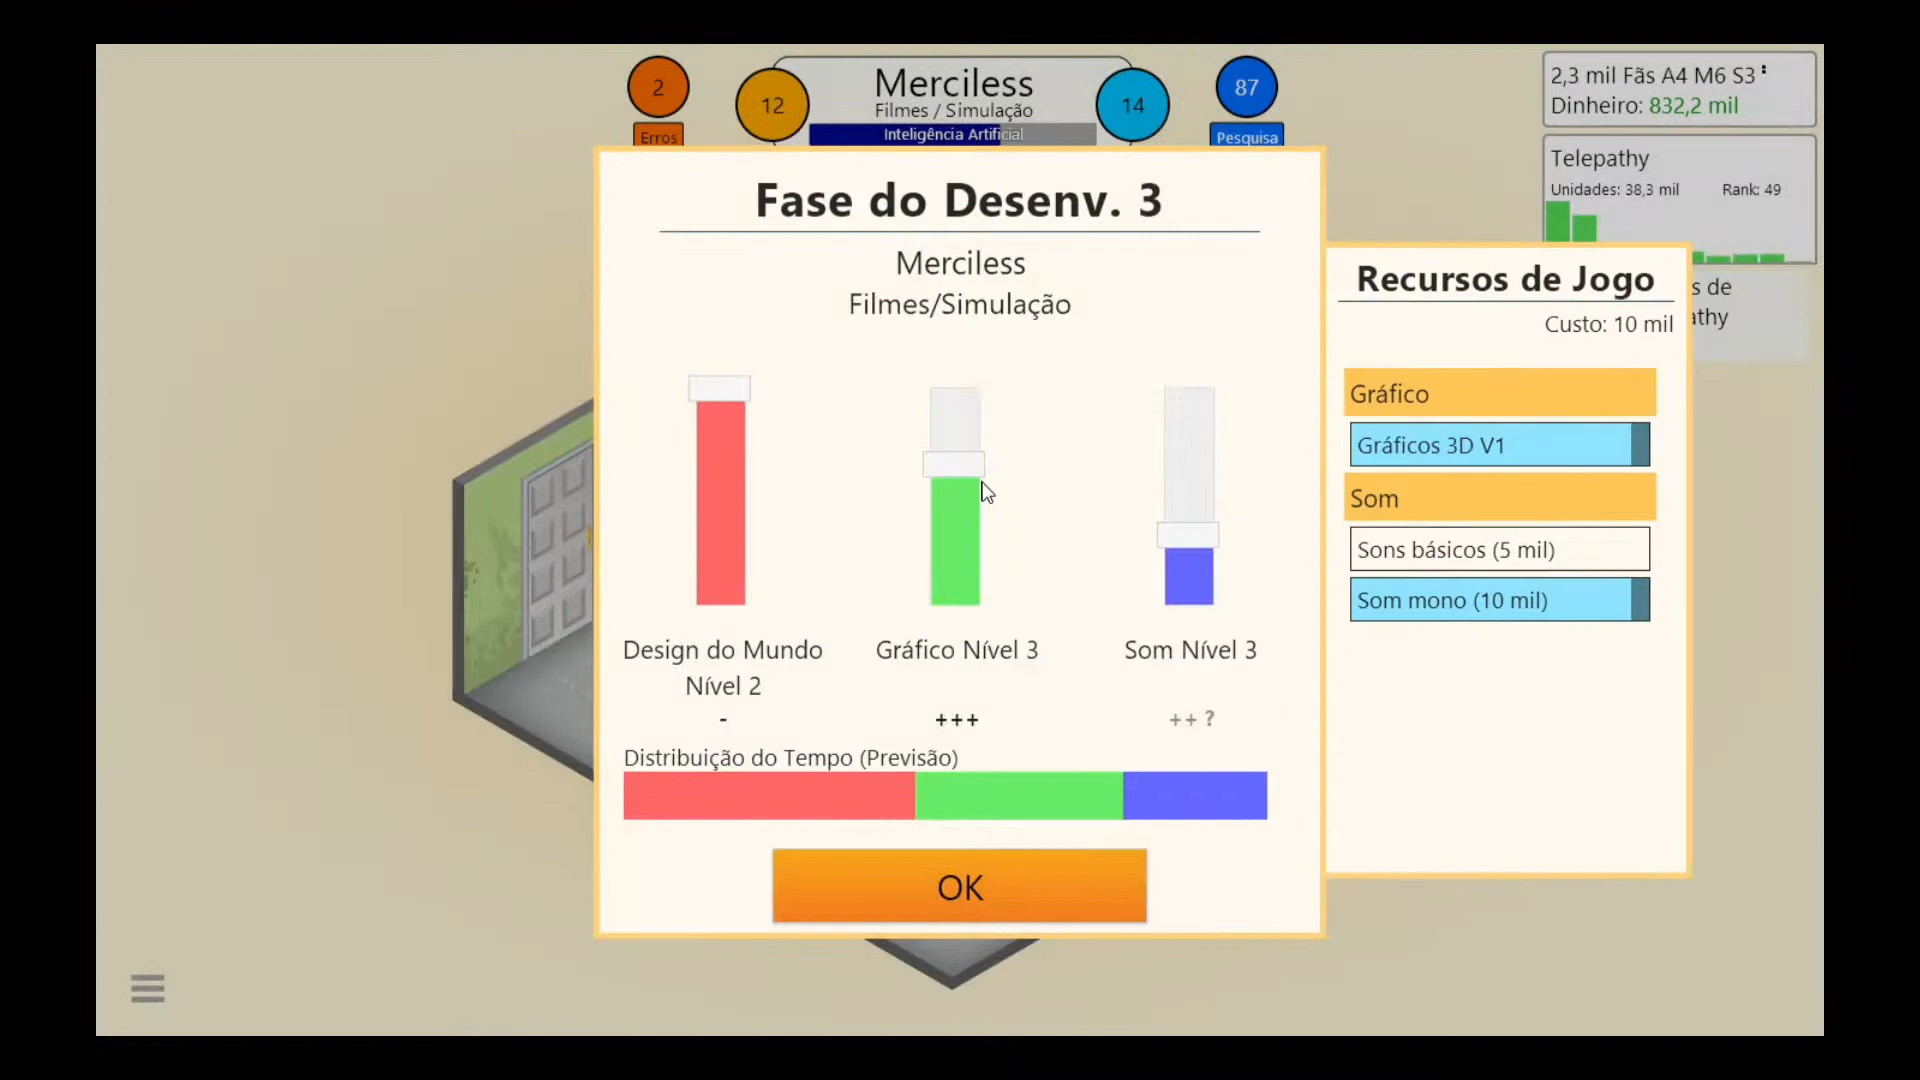 2
12
Merciless
Filmes / Simulação
Inteligência Artificial
14
87
Erros
Pesquisa
2,3 mil Fãs A4 M6 S3
Dinheiro: 832,2 mil
Telepathy
Unidades: 38,3 mil Rank: 49
s de
athy
Fase do Desenv. 3
Merciless
Filmes/Simulação
Design do Mundo
Nível 2
Gráfico Nível 3
Som Nível 3
-
+++
++ ?
Distribuição do Tempo (Previsão)
OK
Recursos de Jogo
Custo: 10 mil
Gráfico
Gráficos 3D V1
Som
Sons básicos (5 mil)
Som mono (10 mil)